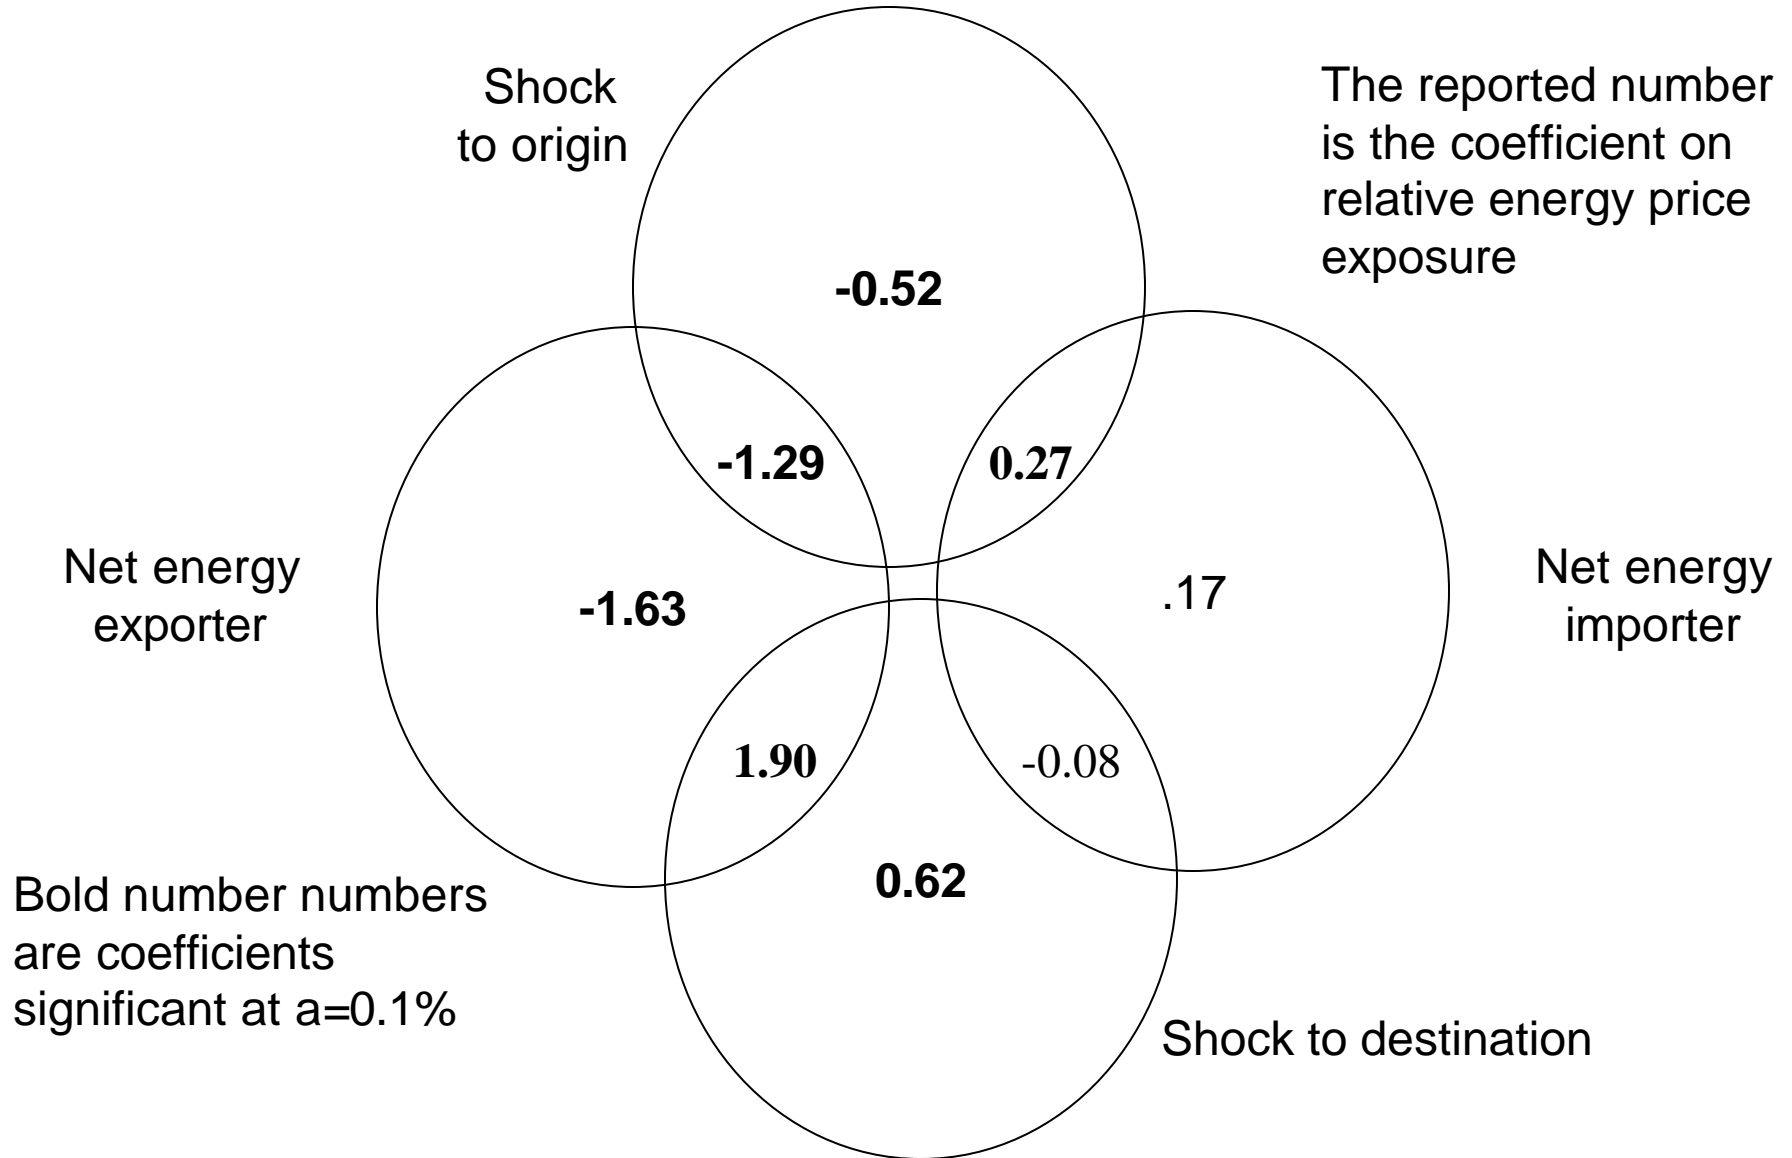 Shock
to origin
The reported number
is the coefficient on
relative energy price
exposure
-0.52
-1.29
0.27
Net energy
exporter
-1.63
.17
Net energy
importer
1.90
-0.08
0.62
Bold number numbers
are coefficients
significant at a=0.1%
Shock to destination